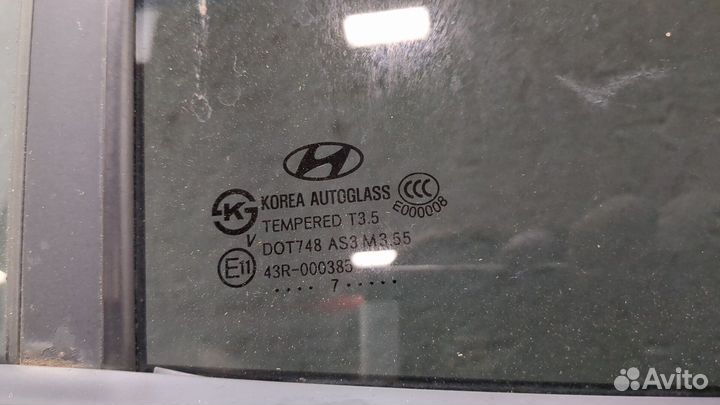 KOREA AUTOGLASS
CCC
E000008
K
TEMPERED T3.5
V
DOT748 AS3 M3.55
E11
43R-000385
.... 7 .....
Avito